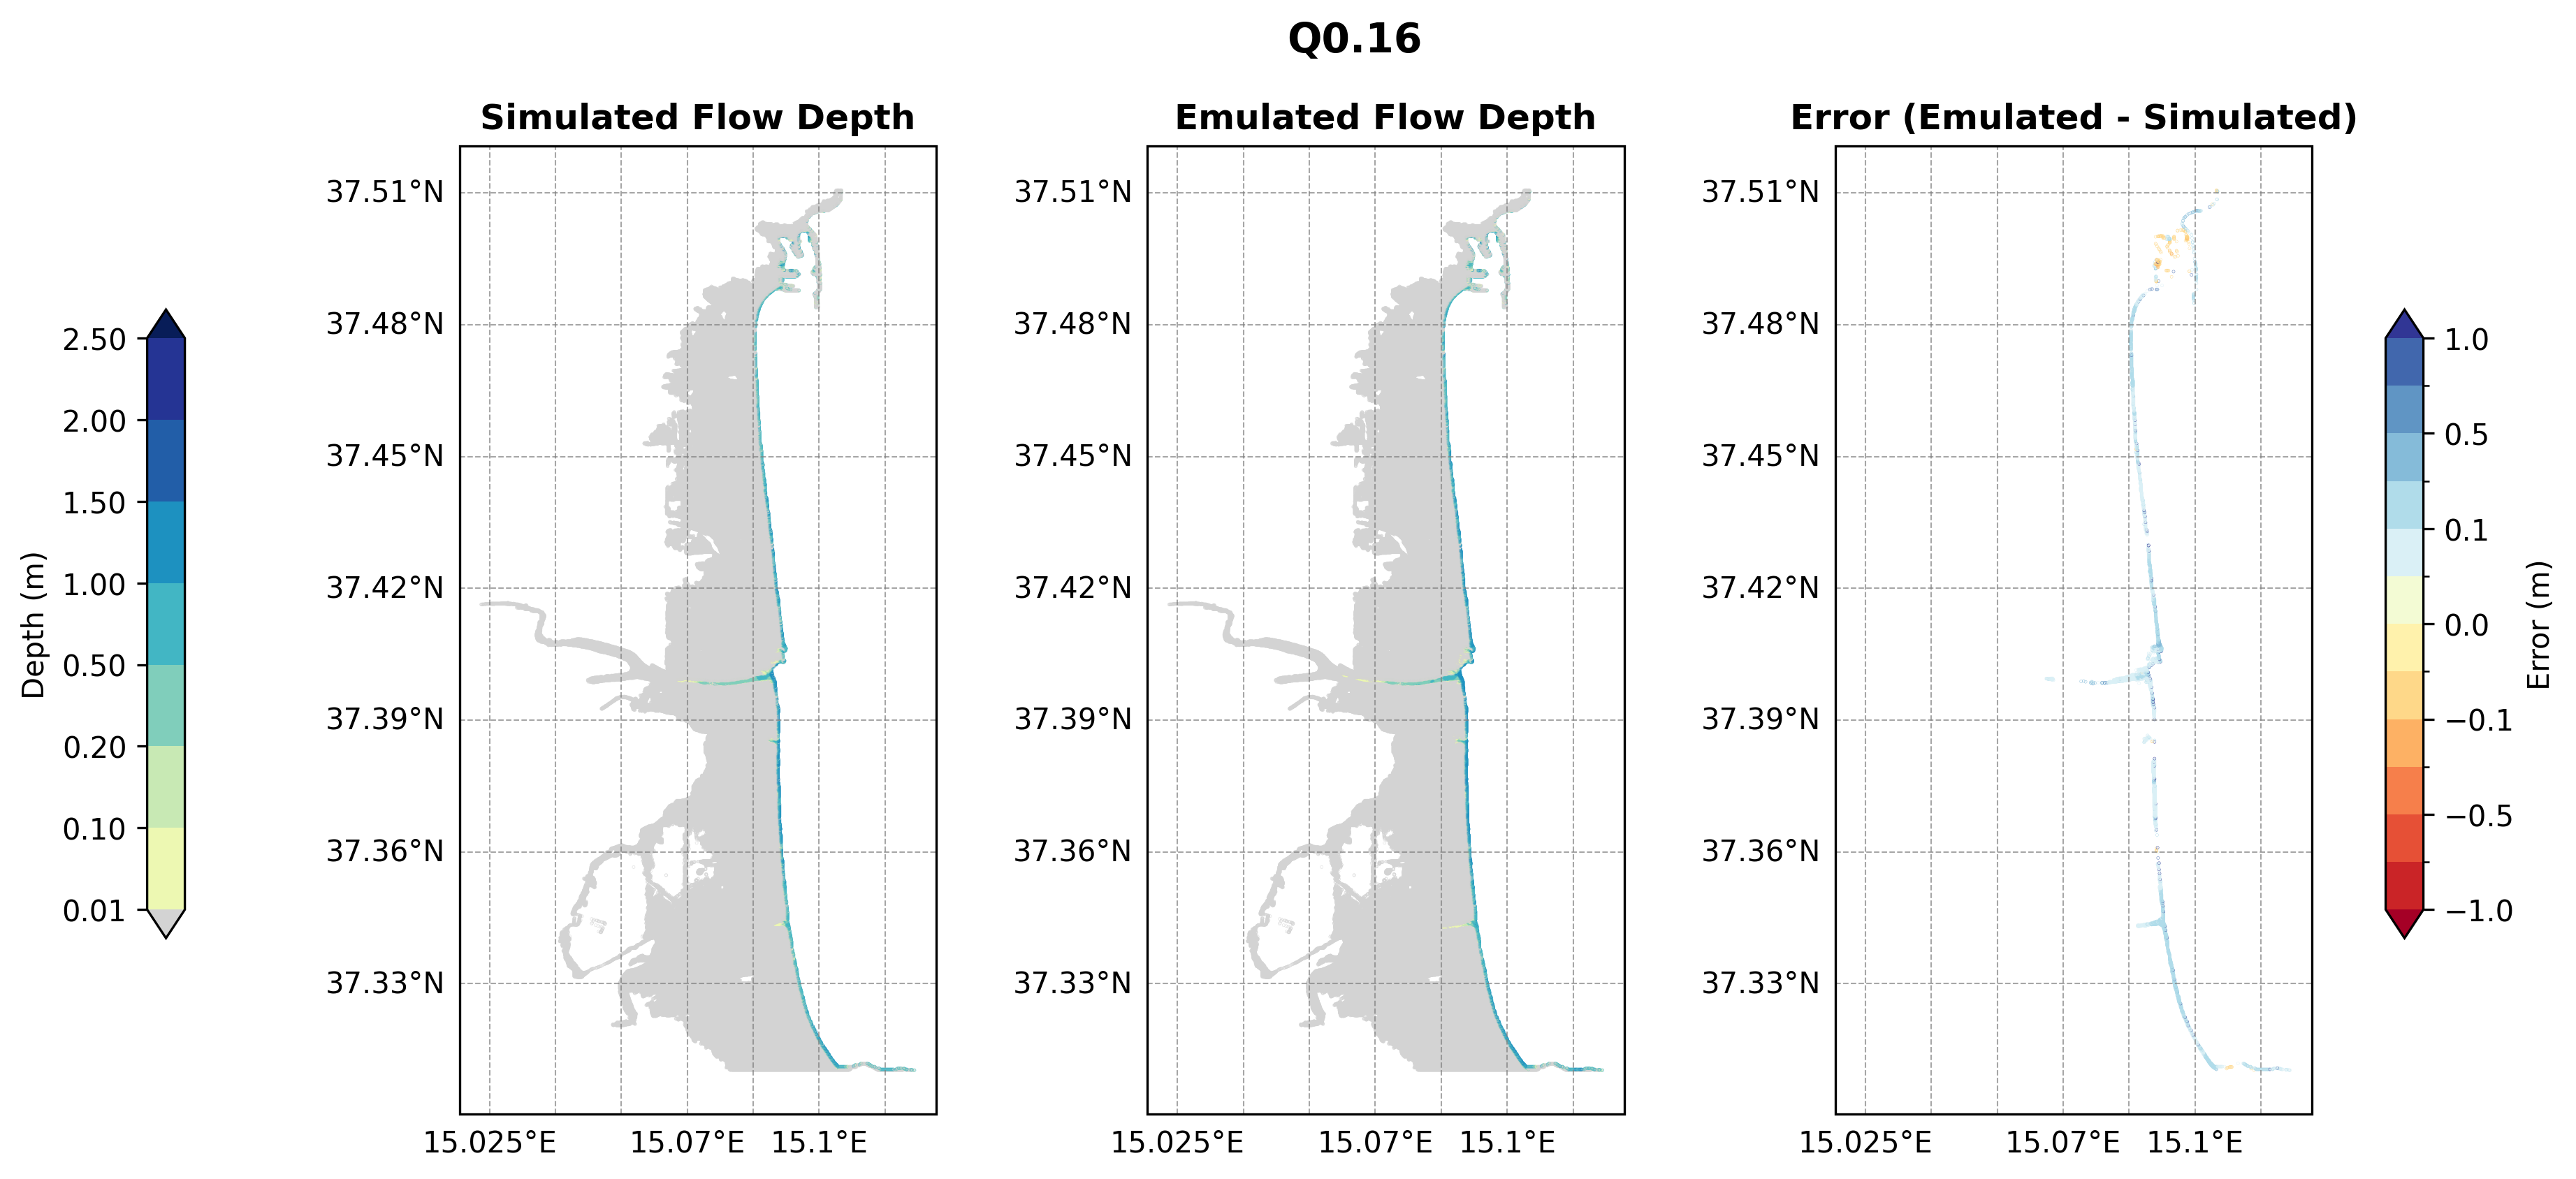 Q0.16
Simulated Flow Depth
Emulated Flow Depth
Error (Emulated - Simulated)
Depth (m)
2.50
2.00
1.50
1.00
0.50
0.20
0.10
0.01
37.51°N
37.48°N
37.45°N
37.42°N
37.39°N
37.36°N
37.33°N
15.025°E
15.07°E
15.1°E
37.51°N
37.48°N
37.45°N
37.42°N
37.39°N
37.36°N
37.33°N
15.025°E
15.07°E
15.1°E
37.51°N
37.48°N
37.45°N
37.42°N
37.39°N
37.36°N
37.33°N
15.025°E
15.07°E
15.1°E
1.0
0.5
0.1
0.0
−0.1
−0.5
−1.0
Error (m)